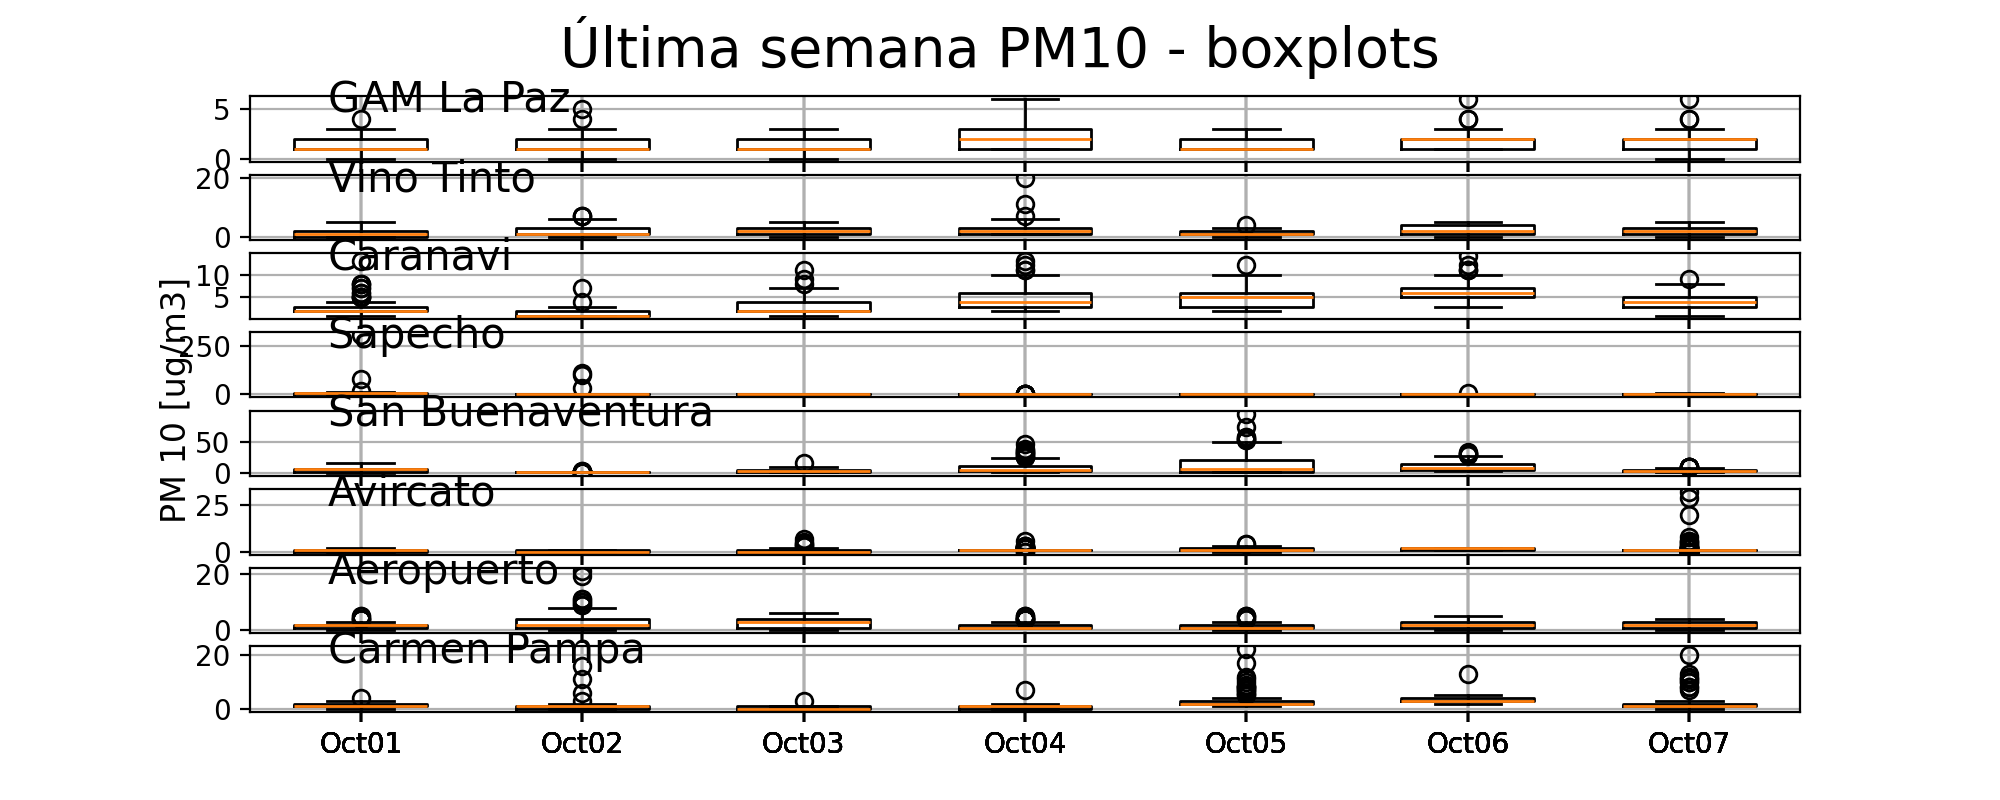 Última semana PM10 - boxplots
GAM La Paz
5
0
Vino Tinto
20
0
Caranavi
10
5
Sapecho
250
0
San Buenaventura
50
0
Avircato
25
0
Aeropuerto
20
0
Carmen Pampa
20
0
PM 10 [ug/m3]
Oct01 Oct02 Oct03 Oct04 Oct05 Oct06 Oct07